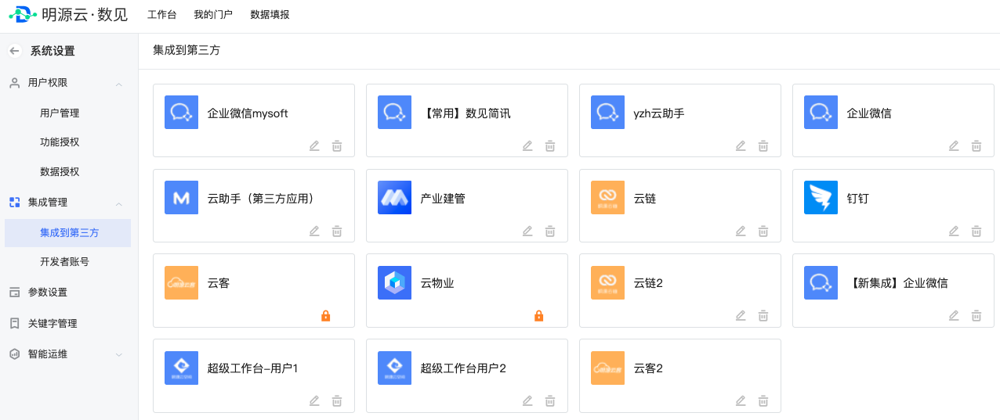 明源云·数见
工作台 我的门户 数据填报
系统设置
用户权限
用户管理
功能授权
数据授权
集成管理
集成到第三方
开发者账号
参数设置
关键字管理
智能运维
集成到第三方
企业微信mysoft
【常用】数见简讯
yzh云助手
企业微信
云助手（第三方应用）
产业建管
云链
钉钉
云客
云物业
云链2
【新集成】企业微信
超级工作台-用户1
超级工作台用户2
云客2